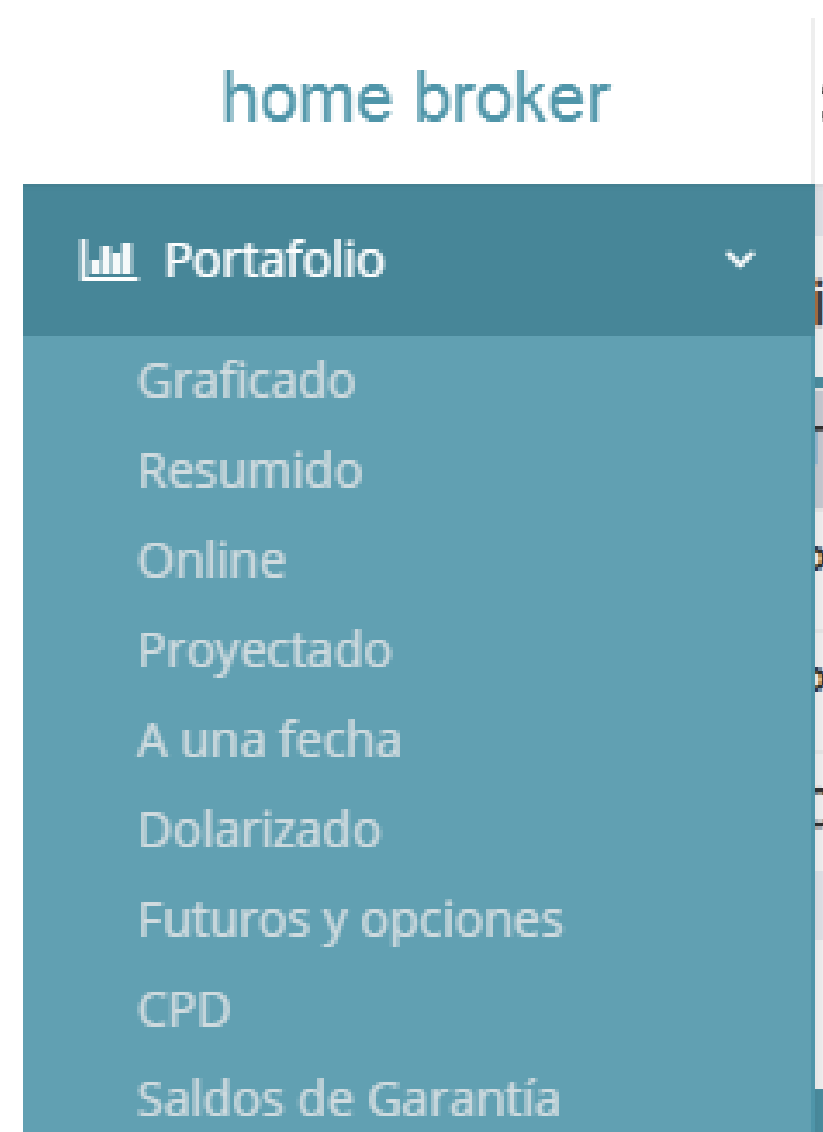 home broker
Portafolio
Graficado
Resumido
Online
Proyectado
A una fecha
Dolarizado
Futuros y opciones
CPD
Saldos de Garantía